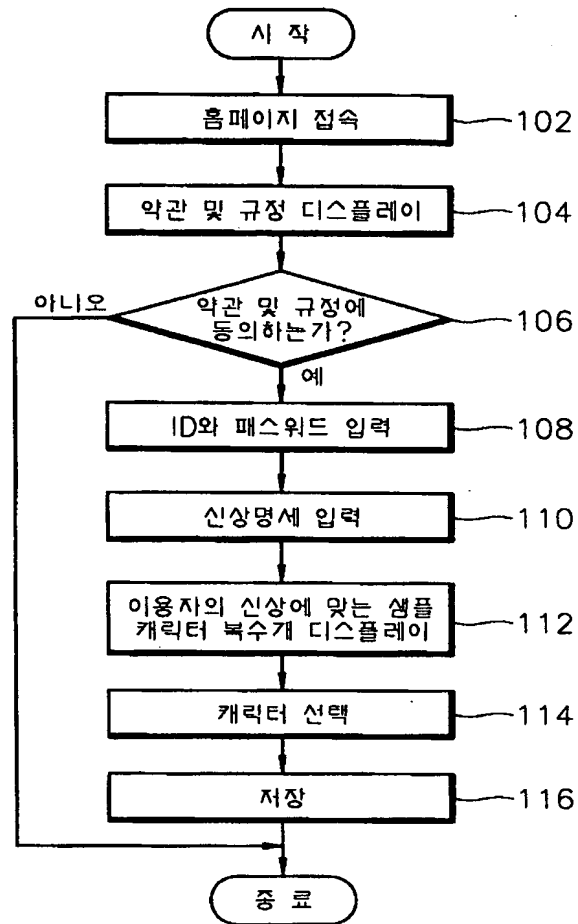 시 작
홈페이지 접속
102
약관 및 규정 디스플레이
104
아니오
약관 및 규정에
동의하는가?
106
예
ID와 패스워드 입력
108
신상명세 입력
110
이용자의 신상에 맞는 샘플
캐릭터 복수개 디스플레이
112
캐릭터 선택
114
저장
116
종 료